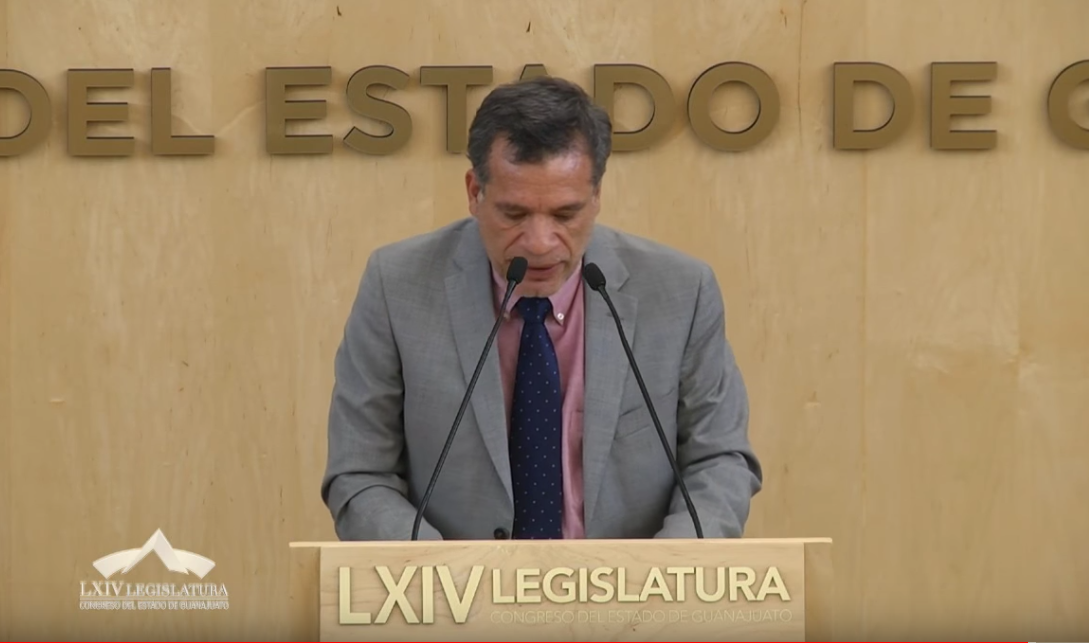 DEL ESTADO DE G
LXIV LEGISLATURA
CONGRESO DEL ESTADO DE GUANAJUATO
LXIV LEGISLATURA
CONGRESO DEL ESTADO DE GUANAJUATO